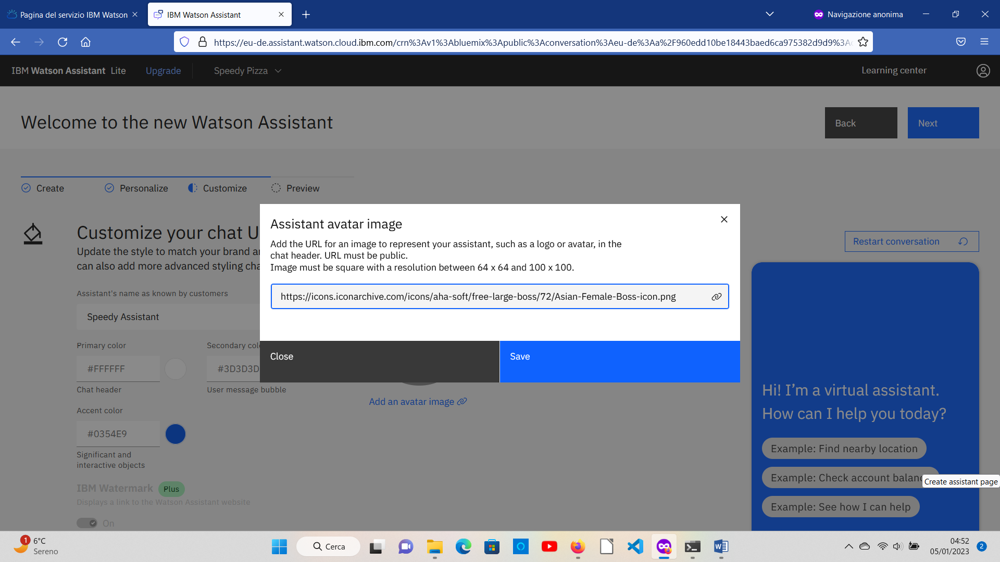 Pagina del servizio IBM Watson
IBM Watson Assistant
Navigazione anonima
https://eu-de.assistant.watson.cloud.ibm.com/crn%3Av1%3Abluemix%3Apublic%3Aconversation%3Aeu-de%3Aa%2F960edd10be18443baed6ca975382d9d9%3A
IBM Watson Assistant Lite
Upgrade
Speedy Pizza
Learning center
Welcome to the new Watson Assistant
Back
Next
Create
Personalize
Customize
Preview
Customize your chat U
Update the style to match your brand
can also add more advanced styling
Assistant's name as known by customers
Speedy Assistant
Primary color
Secondary
#FFFFFF
#3D3D3D
Chat header
User message bubble
Accent color
#0354E9
Significant and
interactive objects
IBM Watermark Plus
Displays a link to the Watson Assistant website
On
Add an avatar image
Assistant avatar image
Add the URL for an image to represent your assistant, such as a logo or avatar, in the
chat header. URL must be public.
Image must be square with a resolution between 64 x 64 and 100 x 100.
https://icons.iconarchive.com/icons/aha-soft/free-large-boss/72/Asian-Female-Boss-icon.png
Close
Save
Restart conversation
Hi! I’m a virtual assistant.
How can I help you today?
Example: Find nearby location
Example: Check account balanc
Create assistant page
Example: See how I can help
1
6°C
Sereno
Cerca
04:52
05/01/2023
2